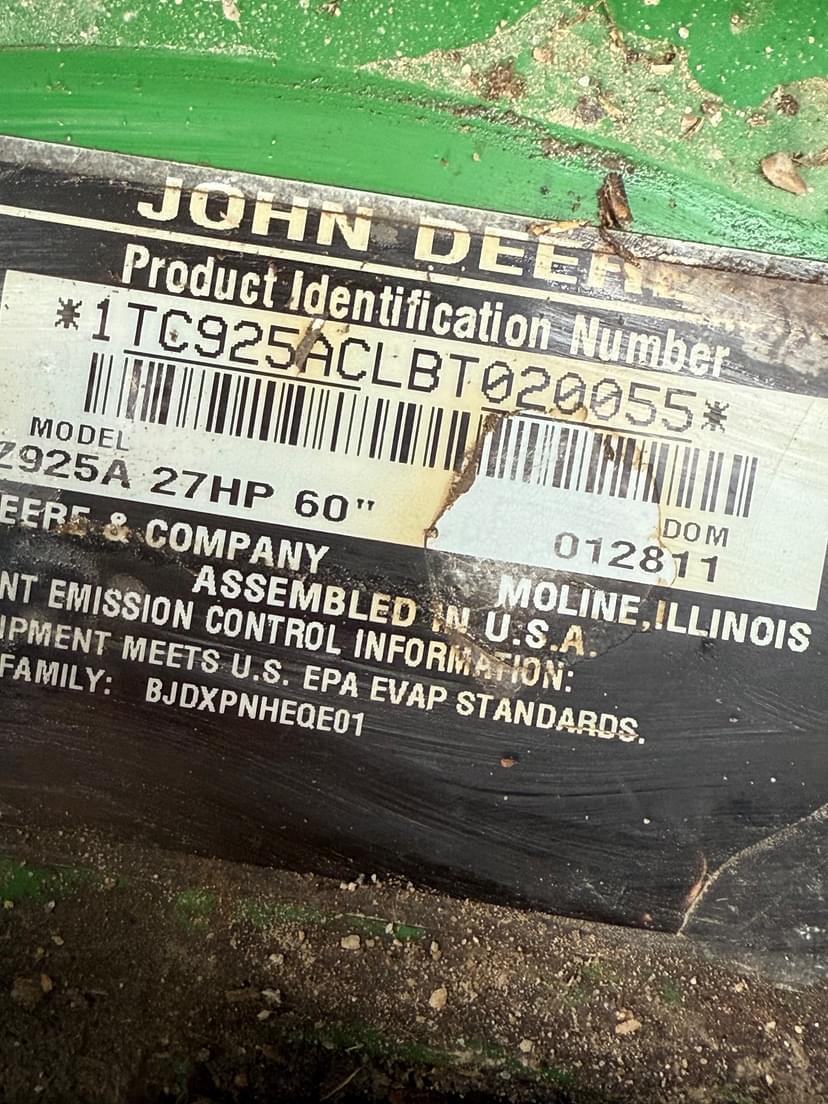 JOHN DEERE
Product Identification Number
*1TC925ACLBT020055*
MODEL
Z925A 27HP 60"
DOM
012811
EERE & COMPANY MOLINE, ILLINOIS
ASSEMBLED IN U.S.A.
NT EMISSION CONTROL INFORMATION:
IPMENT MEETS U.S. EPA EVAP STANDARDS.
FAMILY: BJDXPNHEQE01